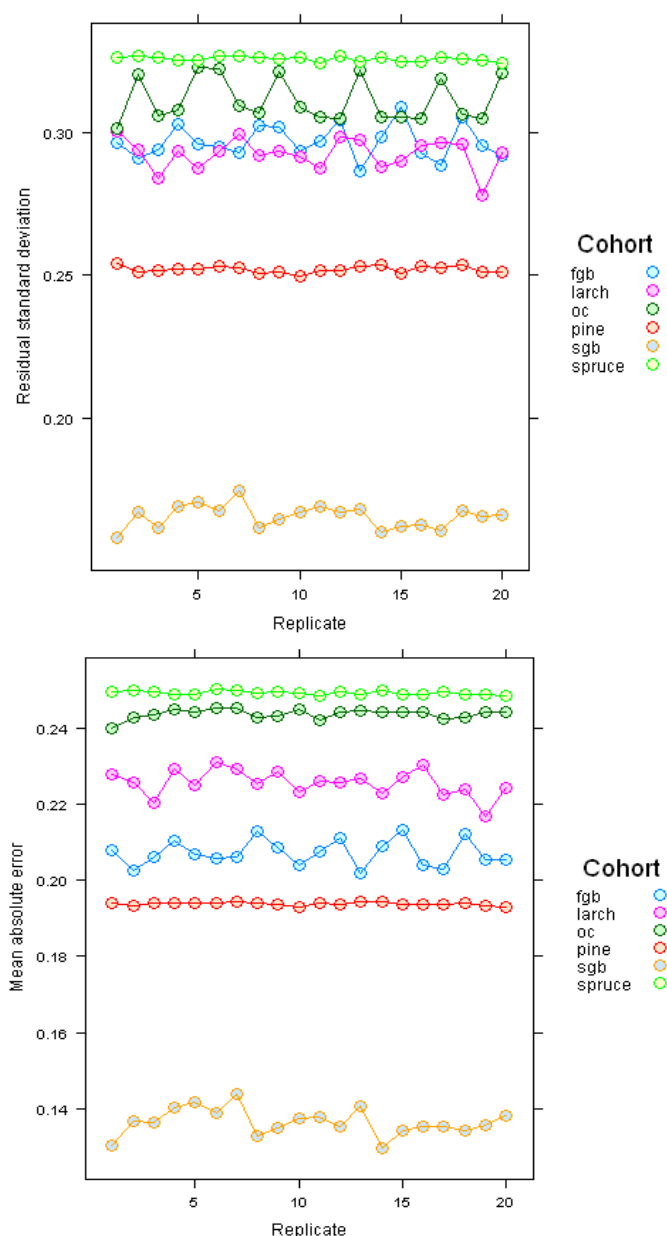 0.30
0.25
0.20
Residual standard deviation
5
10
15
20
Replicate
Cohort
fgb
larch
oc
pine
sgb
spruce
0.24
0.22
0.20
0.18
0.16
0.14
Mean absolute error
5
10
15
20
Replicate
Cohort
fgb
larch
oc
pine
sgb
spruce